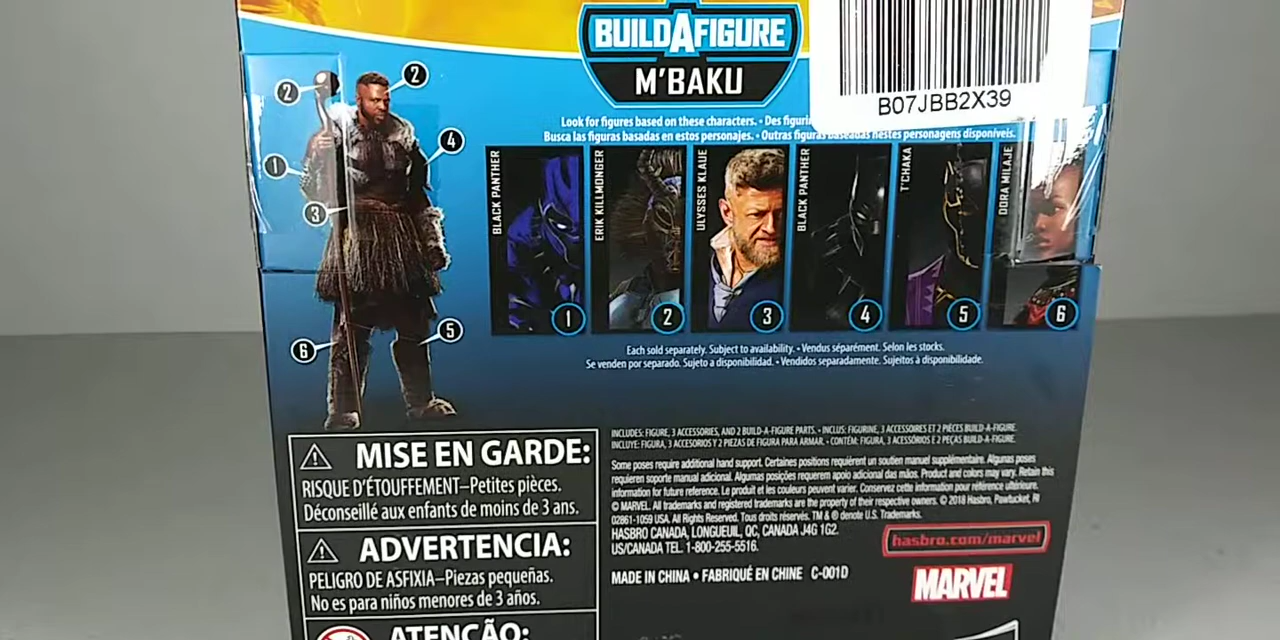 BUILDAFIGURE
M'BAKU
B07JBB2X39
Look for figures based on these characters. • Des figuri
Busca las figuras basadas en estos personajes. • Outras figuras baseadas nestes personagens disponíveis.
2
2
1
4
3
5
6
BLACK PANTHER
1
ERIK KILLMONGER
2
ULYSSES KLAUE
3
BLACK PANTHER
4
T'CHAKA
5
DORA MILAJE
6
Each sold separately. Subject to availability. • Vendus séparément. Selon les stocks.
Se venden por separado. Sujeto a disponibilidad. • Vendidos separadamente. Sujeitos à disponibilidade.
MISE EN GARDE:
RISQUE D'ÉTOUFFEMENT–Petites pièces.
Déconseillé aux enfants de moins de 3 ans.
ADVERTENCIA:
PELIGRO DE ASFIXIA–Piezas pequeñas.
No es para niños menores de 3 años.
ATENÇÃO:
INCLUDES: FIGURE, 3 ACCESSORIES, AND 2 BUILD-A-FIGURE PARTS. • INCLUS: FIGURINE, 3 ACCESSOIRES ET 2 PIÈCES BUILD-A-FIGURE.
INCLUYE: FIGURA, 3 ACCESORIOS Y 2 PIEZAS DE FIGURA PARA ARMAR. • CONTÉM: FIGURA, 3 ACESSÓRIOS E 2 PEÇAS BUILD-A-FIGURE.
Some poses require additional hand support. Certaines positions requièrent un soutien manuel supplémentaire. Algunas poses
requieren soporte manual adicional. Algumas posições requerem apoio adicional das mãos. Product and colors may vary. Retain this
information for future reference. Le produit et les couleurs peuvent varier. Conservez cette information pour référence ultérieure.
© MARVEL. All trademarks and registered trademarks are the property of their respective owners. © 2018 Hasbro, Pawtucket, RI
02861-1059 USA. All Rights Reserved. Tous droits réservés. TM & ® denote U.S. Trademarks.
HASBRO CANADA, LONGUEUIL, QC, CANADA J4G 1G2.
US/CANADA TEL. 1-800-255-5516.
hasbro.com/marvel
MADE IN CHINA • FABRIQUÉ EN CHINE C-001D
MARVEL